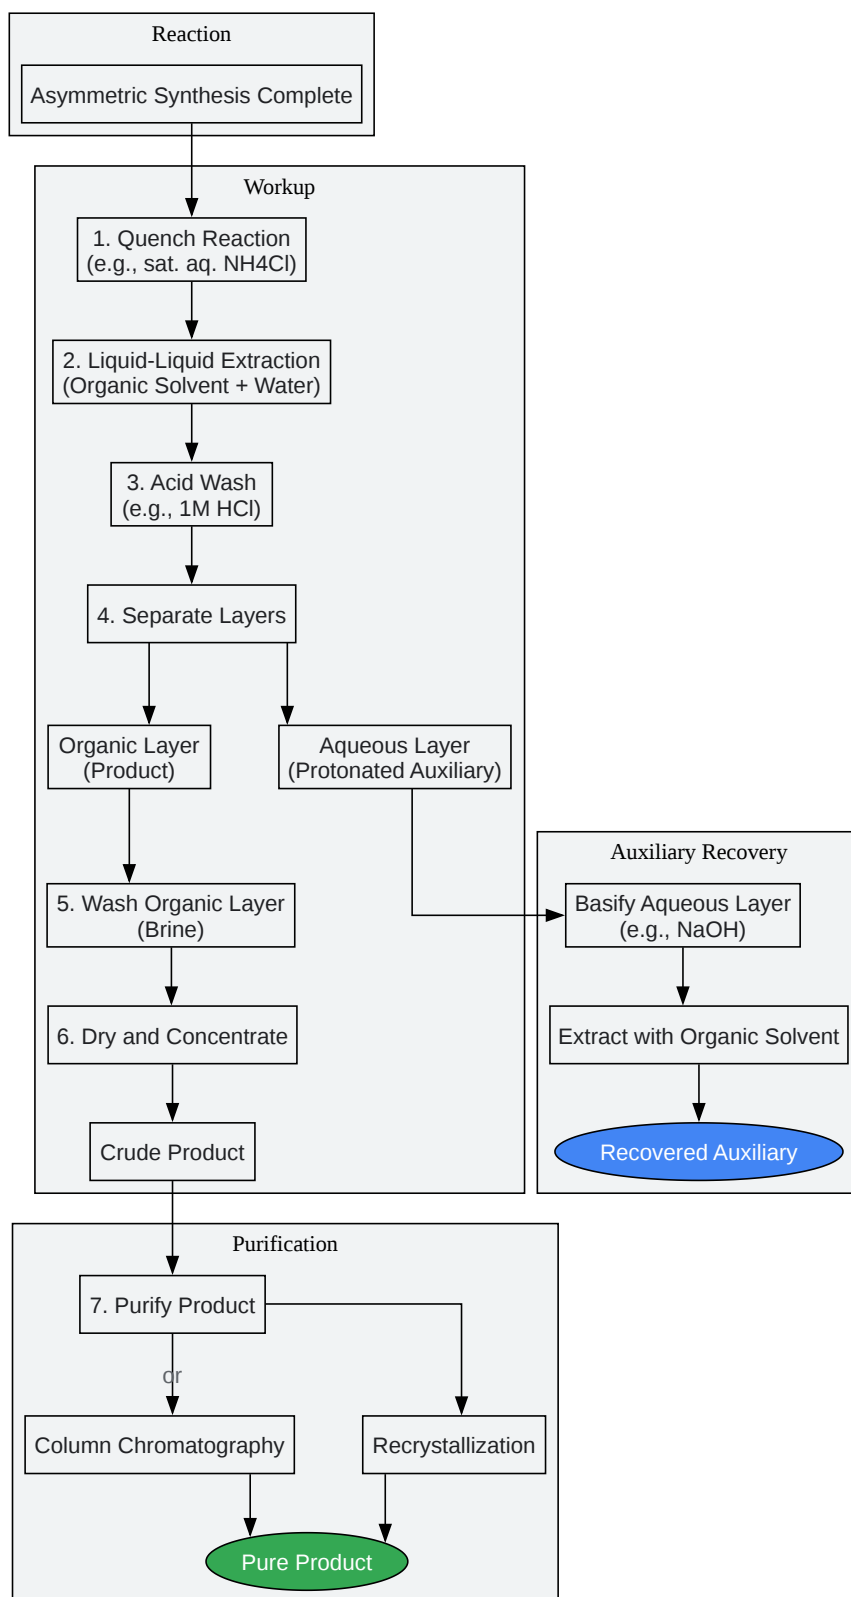 Reaction
Asymmetric Synthesis Complete
Workup
1. Quench Reaction
(e.g., sat. aq. NH4Cl)
2. Liquid-Liquid Extraction
(Organic Solvent + Water)
3. Acid Wash
(e.g., 1M HCl)
4. Separate Layers
Organic Layer
(Product)
Aqueous Layer
(Protonated Auxiliary)
5. Wash Organic Layer
(Brine)
6. Dry and Concentrate
Crude Product
Auxiliary Recovery
Basify Aqueous Layer
(e.g., NaOH)
Extract with Organic Solvent
Recovered Auxiliary
Purification
7. Purify Product
or
Column Chromatography
Recrystallization
Pure Product